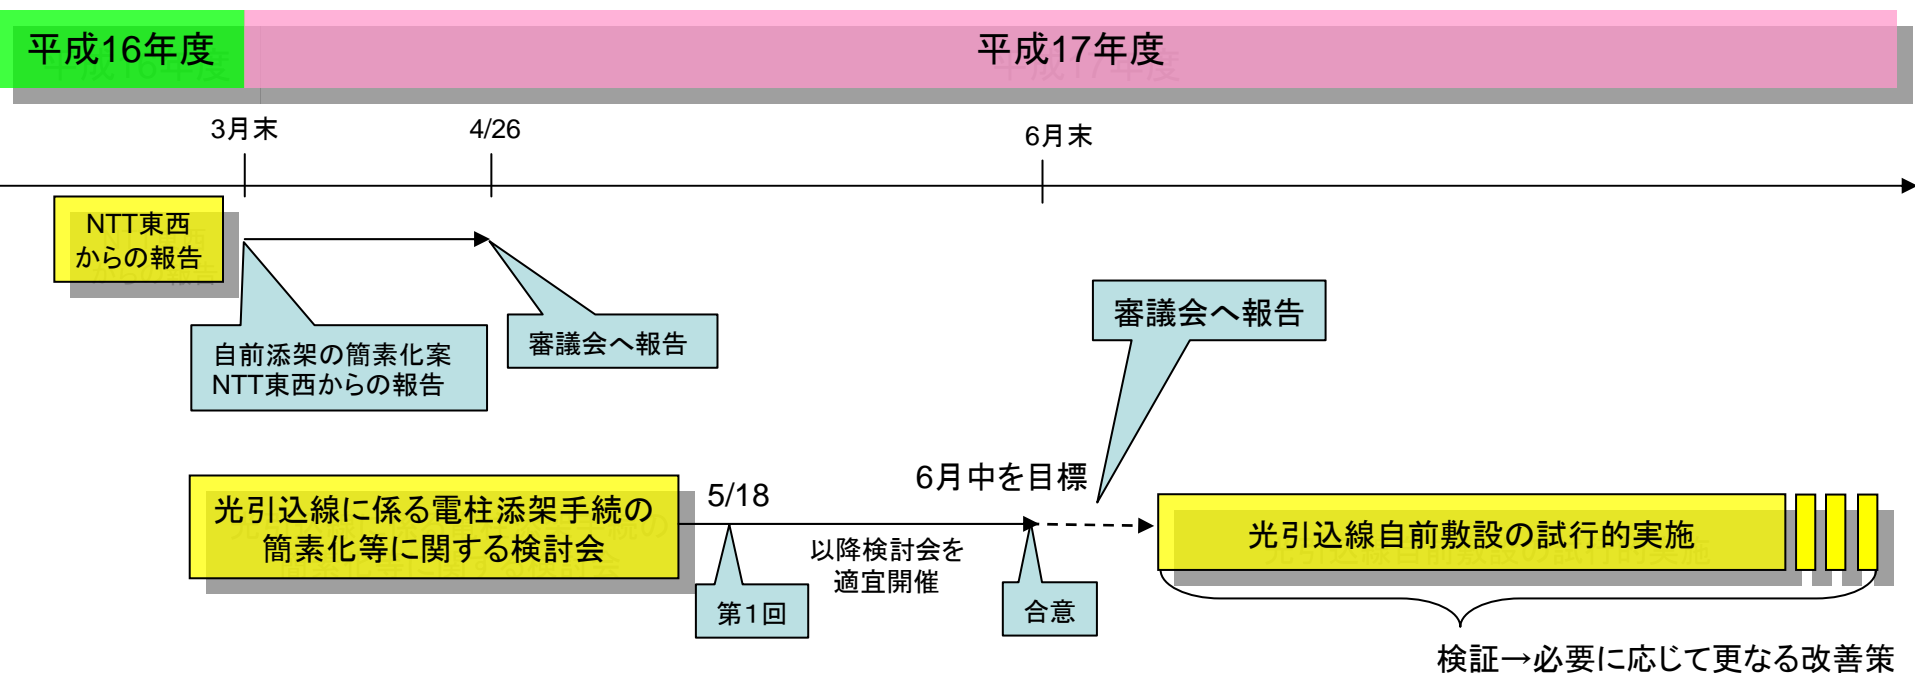 平成16年度
平成17年度
3月末
4/26
6月末
NTT東西
からの報告
自前添架の簡素化案
NTT東西からの報告
審議会へ報告
審議会へ報告
光引込線に係る電柱添架手続の
簡素化等に関する検討会
5/18
6月中を目標
以降検討会を
適宜開催
第1回
合意
光引込線自前敷設の試行的実施
検証→必要に応じて更なる改善策